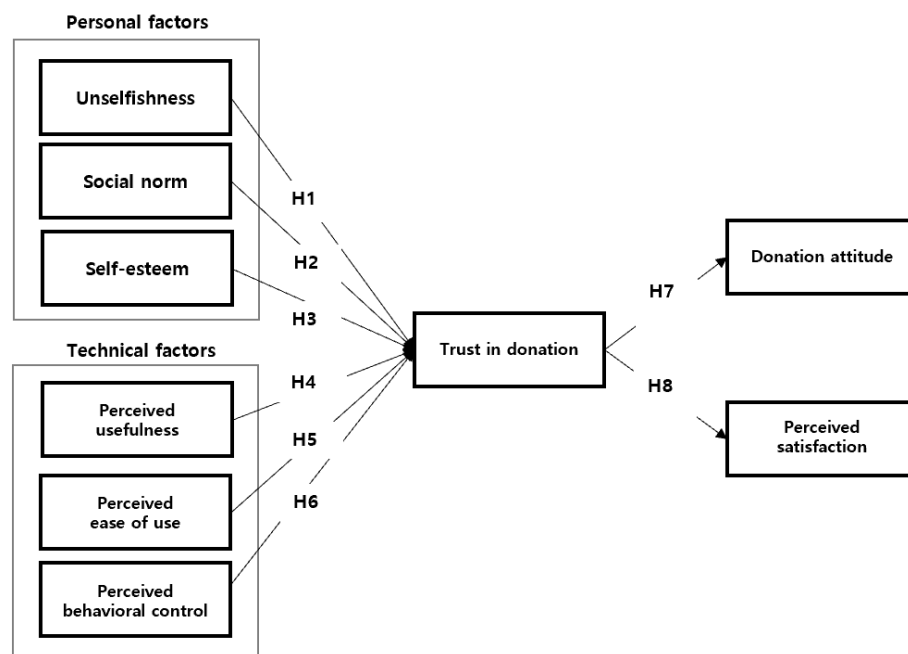 Personal factors
Unselfishness
Social norm
Self-esteem
H1
H2
H3
Technical factors
Perceived
usefulness
Perceived
ease of use
Perceived
behavioral control
H4
H5
H6
Trust in donation
H7
H8
Donation attitude
Perceived
satisfaction